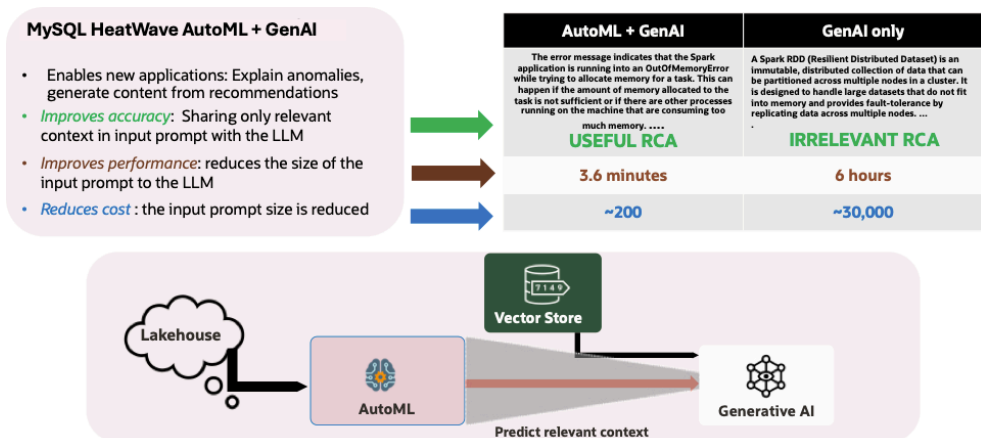 MySQL HeatWave AutoML + GenAI
• Enables new applications: Explain anomalies,
generate content from recommendations
• Improves accuracy: Sharing only relevant
context in input prompt with the LLM
• Improves performance: reduces the size of the
input prompt to the LLM
• Reduces cost : the input prompt size is reduced
AutoML + GenAI
The error message indicates that the Spark
application is running into an OutOfMemoryError
while trying to allocate memory for a task. This can
happen if the amount of memory allocated to the
task is not sufficient or if there are other processes
running on the machine that are consuming too
much memory. ....
USEFUL RCA
3.6 minutes
~200
GenAI only
A Spark RDD (Resilient Distributed Dataset) is an
immutable, distributed collection of data that can
be partitioned across multiple nodes in a cluster. It
is designed to handle large datasets that do not fit
into memory and provides fault-tolerance by
replicating data across multiple nodes. ...
.
IRRELEVANT RCA
6 hours
~30,000
Lakehouse
7149
Vector Store
AutoML
Generative AI
Predict relevant context